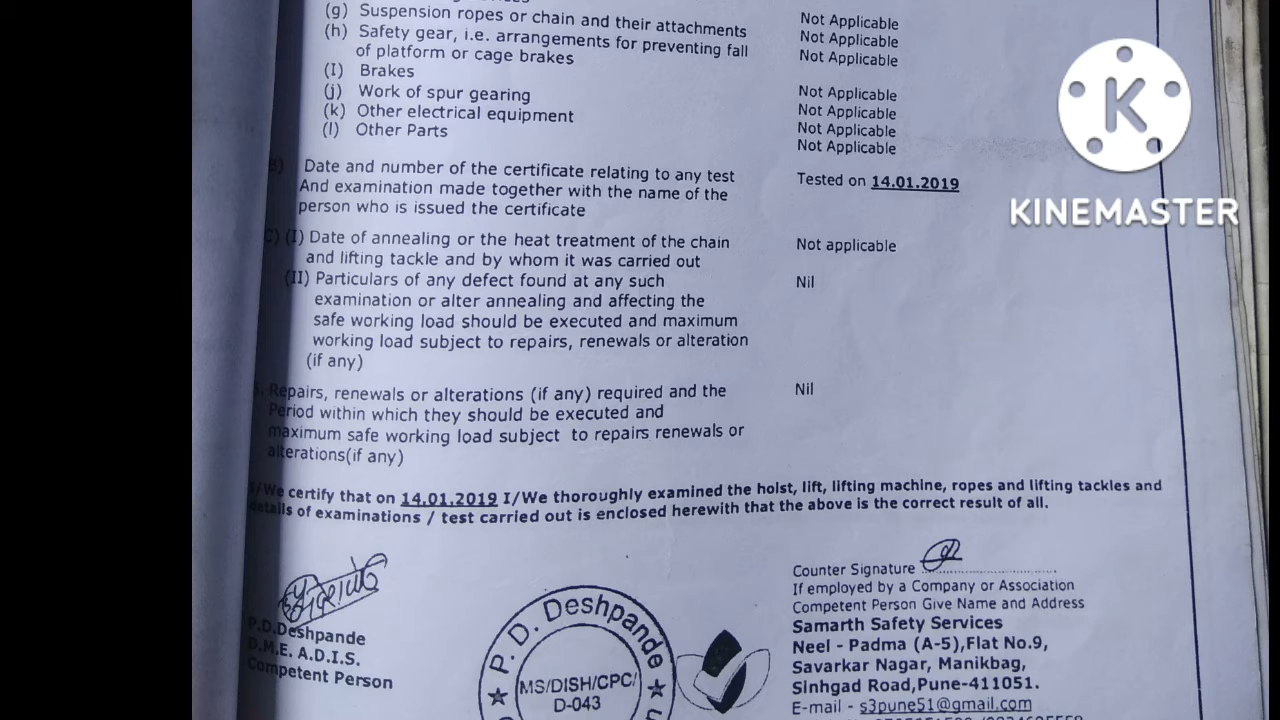 (g) Suspension ropes or chain and their attachments Not Applicable
(h) Safety gear, i.e. arrangements for preventing fall Not Applicable
of platform or cage brakes Not Applicable
(I) Brakes
(j) Work of spur gearing Not Applicable
(k) Other electrical equipment Not Applicable
(l) Other Parts Not Applicable
Not Applicable
B) Date and number of the certificate relating to any test Tested on 14.01.2019
And examination made together with the name of the
person who is issued the certificate
C) (I) Date of annealing or the heat treatment of the chain Not applicable
and lifting tackle and by whom it was carried out
(II) Particulars of any defect found at any such Nil
examination or alter annealing and affecting the
safe working load should be executed and maximum
working load subject to repairs, renewals or alteration
(if any)
Repairs, renewals or alterations (if any) required and the Nil
Period within which they should be executed and
maximum safe working load subject to repairs renewals or
alterations(if any)
I/We certify that on 14.01.2019 I/We thoroughly examined the hoist, lift, lifting machine, ropes and lifting tackles and
details of examinations / test carried out is enclosed herewith that the above is the correct result of all.
P.D.Deshpande
D.M.E. A.D.I.S.
Competent Person
P. D. Deshpande
MS/DISH/CPC/
D-043
Counter Signature
If employed by a Company or Association
Competent Person Give Name and Address
Samarth Safety Services
Neel - Padma (A-5),Flat No.9,
Savarkar Nagar, Manikbag,
Sinhgad Road,Pune-411051.
E-mail - s3pune51@gmail.com
K
KINEMASTER